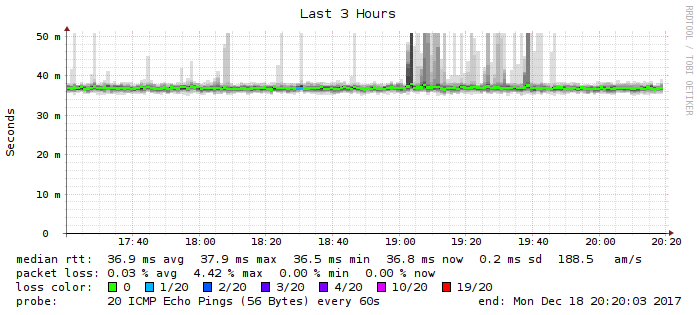 Last 3 Hours
RRDTOOL / TOBI OETIKER
Seconds
50 m
40 m
30 m
20 m
10 m
0
17:40 18:00 18:20 18:40 19:00 19:20 19:40 20:00 20:20
median rtt: 36.9 ms avg 37.9 ms max 36.5 ms min 36.8 ms now 0.2 ms sd 188.5 am/s
packet loss: 0.03 % avg 4.42 % max 0.00 % min 0.00 % now
loss color: 0 1/20 2/20 3/20 4/20 10/20 19/20
probe: 20 ICMP Echo Pings (56 Bytes) every 60s end: Mon Dec 18 20:20:03 2017